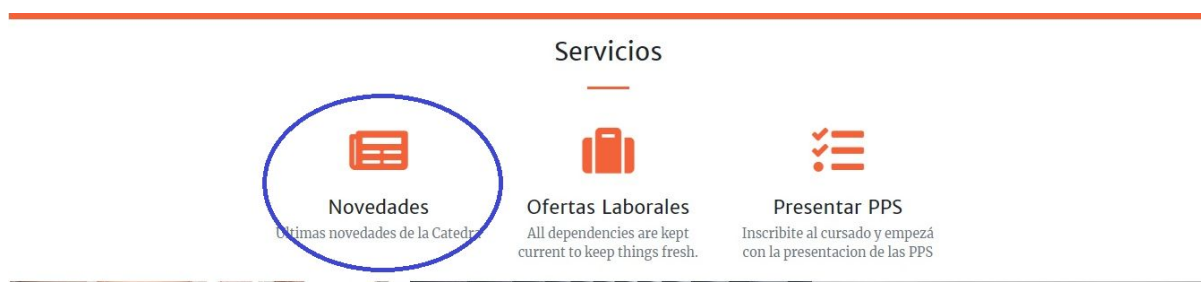 Servicios
Novedades
Ultimas novedades de la Catedra
Ofertas Laborales
All dependencies are kept
current to keep things fresh.
Presentar PPS
Inscribite al cursado y empezá
con la presentacion de las PPS